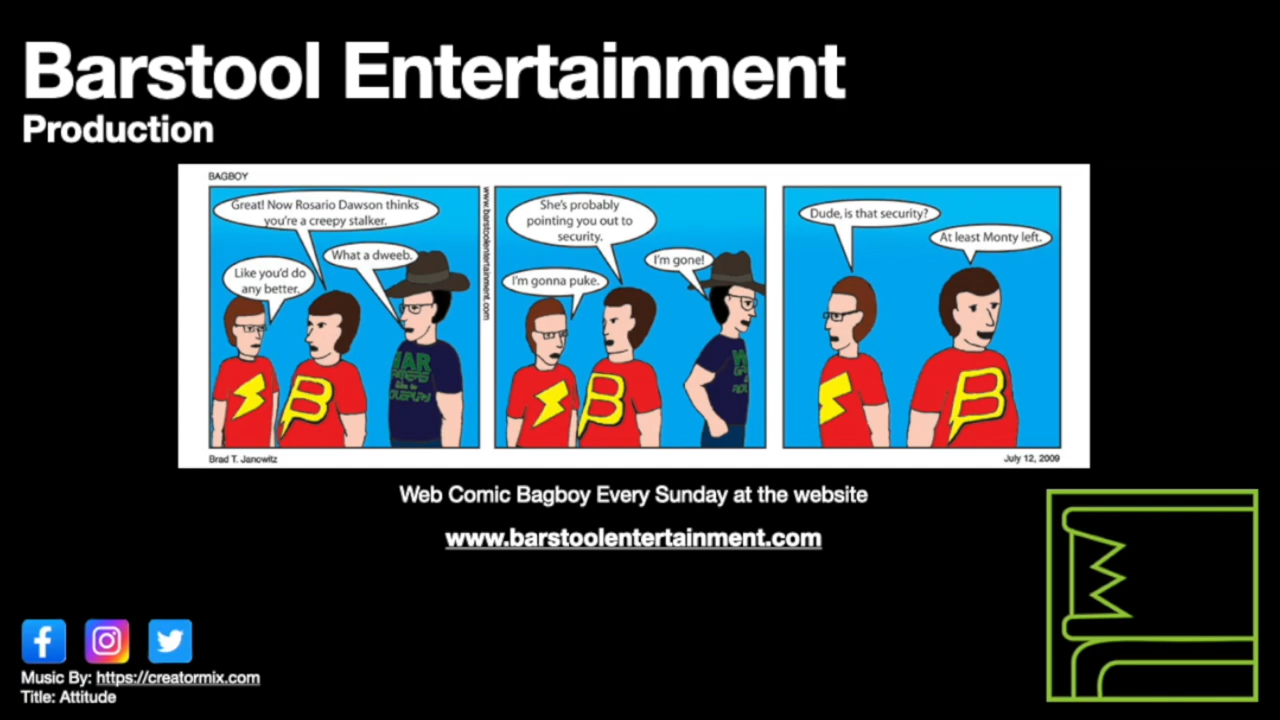 Barstool Entertainment
Production
BAGBOY
Great! Now Rosario Dawson thinks
you're a creepy stalker.
What a dweeb.
Like you'd do
any better.
www.barstoolentertainment.com
She's probably
pointing you out to
security.
I'm gonna puke.
I'm gone!
Dude, is that security?
At least Monty left.
Brad T. Janowitz
July 12, 2009
Web Comic Bagboy Every Sunday at the website
www.barstoolentertainment.com
Music By: https://creatormix.com
Title: Attitude